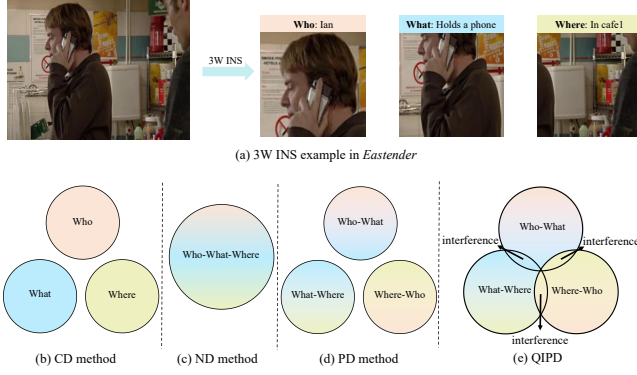 3W INS
Who: Ian
What: Holds a phone
Where: In cafe1
(a) 3W INS example in Eastender
Who
What
Where
(b) CD method
Who-What-Where
(c) ND method
Who-What
What-Where
Where-Who
(d) PD method
Who-What
interference
interference
What-Where
Where-Who
interference
(e) QIPD